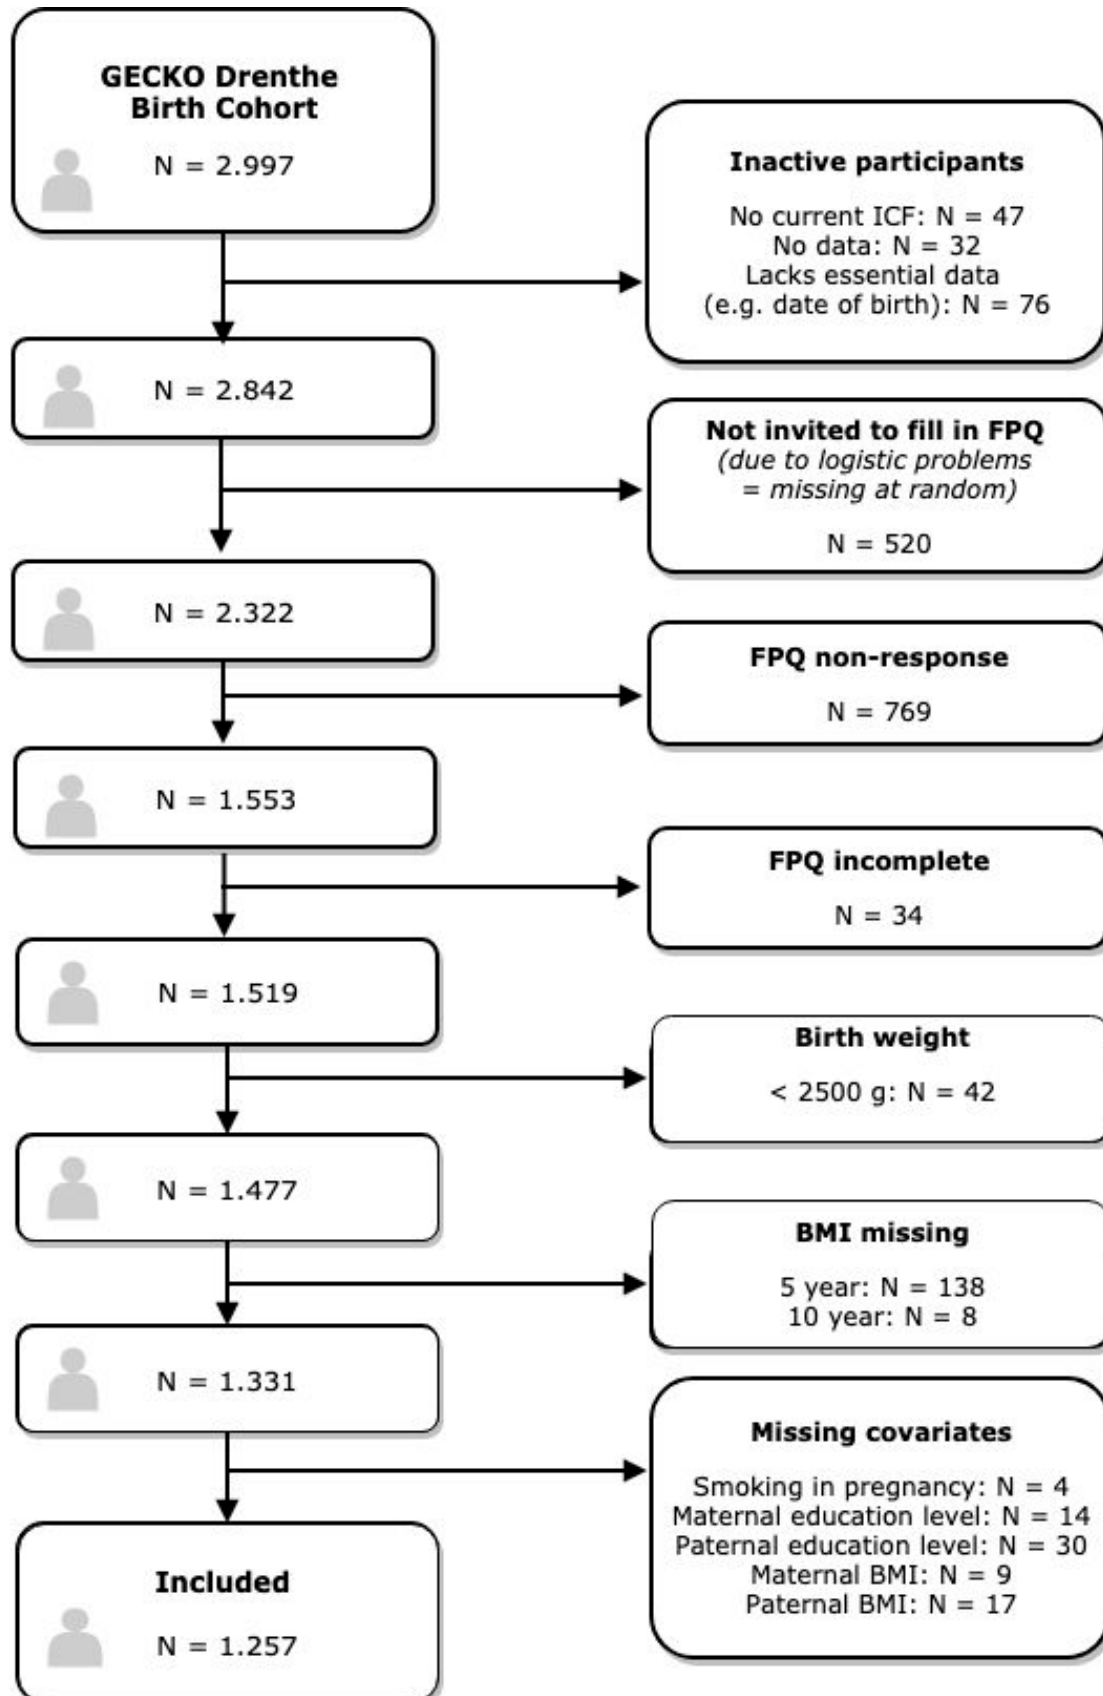 GECKO Drenthe
Birth Cohort
N = 2.997
Inactive participants
No current ICF: N = 47
No data: N = 32
Lacks essential data
(e.g. date of birth): N = 76
N = 2.842
Not invited to fill in FPQ
(due to logistic problems
= missing at random)
N = 520
N = 2.322
FPQ non-response
N = 769
N = 1.553
FPQ incomplete
N = 34
N = 1.519
Birth weight
< 2500 g: N = 42
N = 1.477
BMI missing
5 year: N = 138
10 year: N = 8
N = 1.331
Missing covariates
Smoking in pregnancy: N = 4
Maternal education level: N = 14
Paternal education level: N = 30
Maternal BMI: N = 9
Paternal BMI: N = 17
Included
N = 1.257